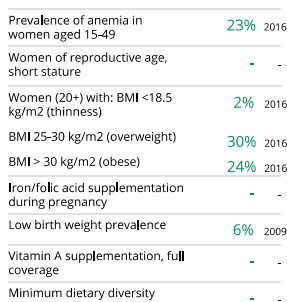 Prevalence of anemia in
women aged 15-49 23% 2016
Women of reproductive age,
short stature - -
Women (20+) with: BMI <18.5
kg/m2 (thinness) 2% 2016
BMI 25-30 kg/m2 (overweight) 30% 2016
BMI > 30 kg/m2 (obese) 24% 2016
Iron/folic acid supplementation
during pregnancy - -
Low birth weight prevalence 6% 2009
Vitamin A supplementation, full
coverage - -
Minimum dietary diversity - -